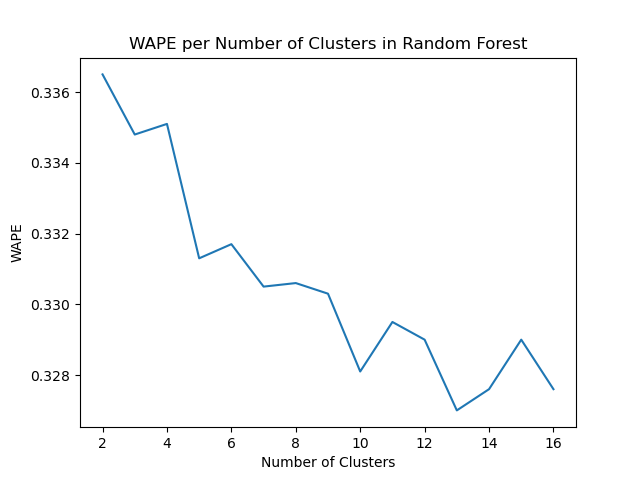 WAPE per Number of Clusters in Random Forest
0.336
0.334
0.332
0.330
0.328
WAPE
2 4 6 8 10 12 14 16
Number of Clusters